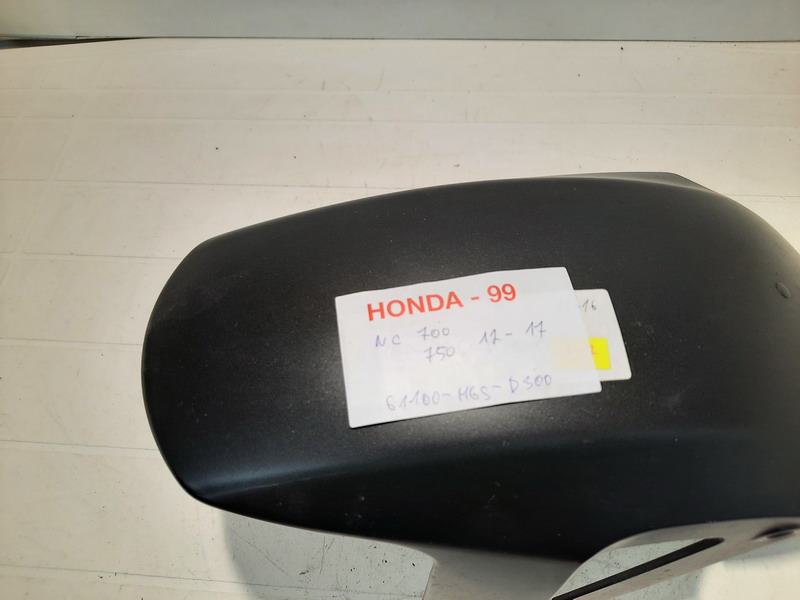 HONDA - 99
NC 700
750 12-17
61100-MGS-D300
-16